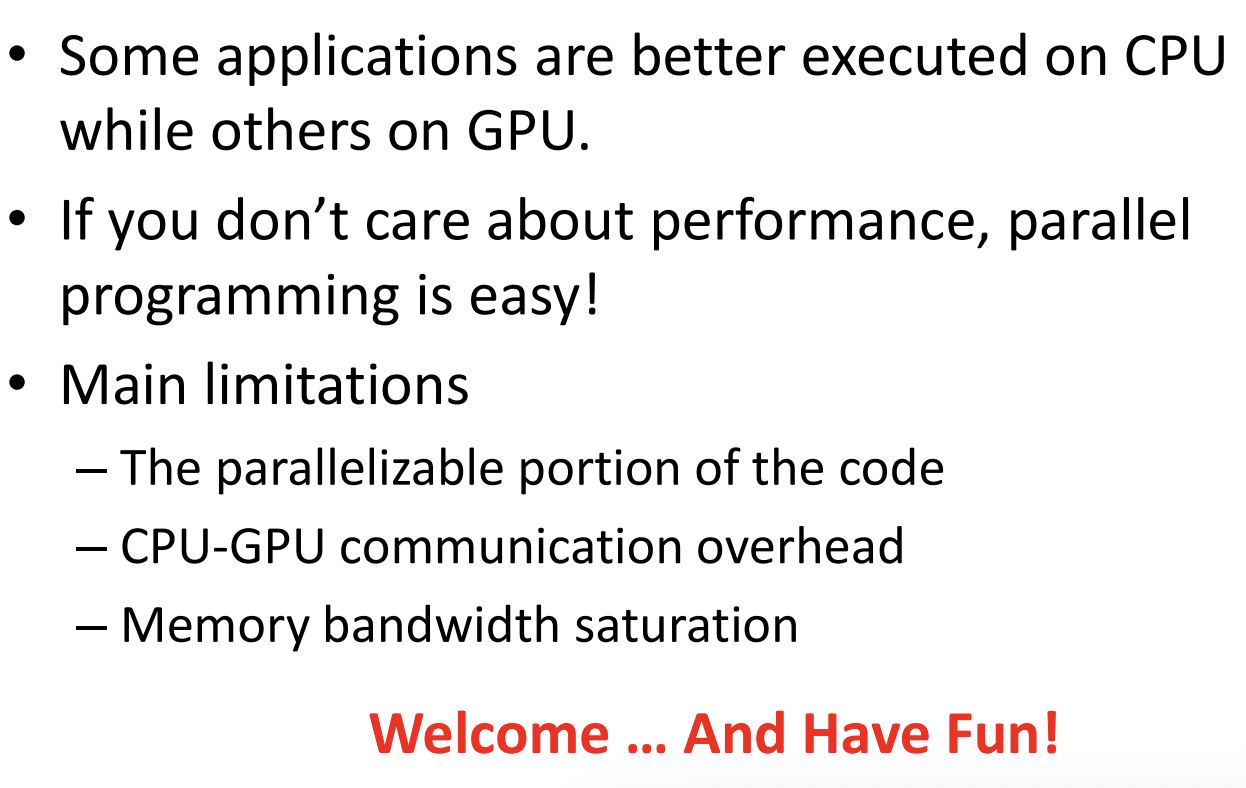 • Some applications are better executed on CPU
while others on GPU.
• If you don’t care about performance, parallel
programming is easy!
• Main limitations
– The parallelizable portion of the code
– CPU-GPU communication overhead
– Memory bandwidth saturation
Welcome … And Have Fun!